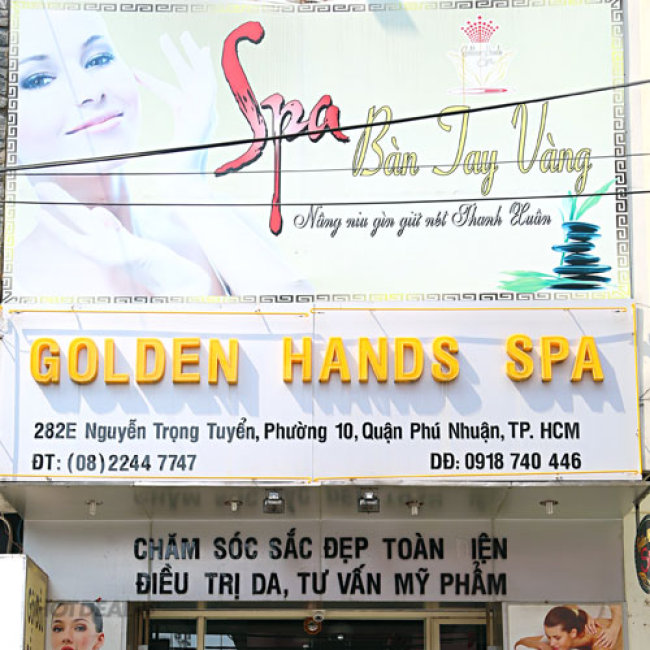 Spa Bàn Tay Vàng
Nâng niu gìn giữ nét Thanh Xuân
GOLDEN HANDS SPA
282E Nguyễn Trọng Tuyển, Phường 10, Quận Phú Nhuận, TP. HCM
ĐT: (08) 2244 7747 DĐ: 0918 740 446
CHĂM SÓC SẮC ĐẸP TOÀN IỆN
ĐIỀU TRỊ DA, TƯ VẤN MỸ PHẨM